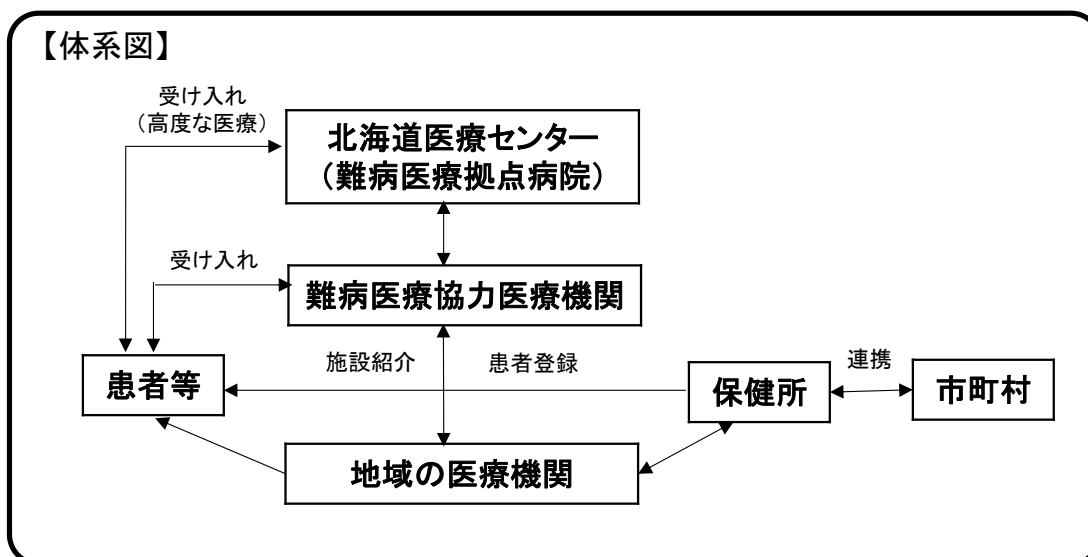 【体系図】
受け入れ
（高度な医療）
北海道医療センター
（難病医療拠点病院）
受け入れ
難病医療協力医療機関
施設紹介
患者登録
連携
患者等
保健所
市町村
地域の医療機関